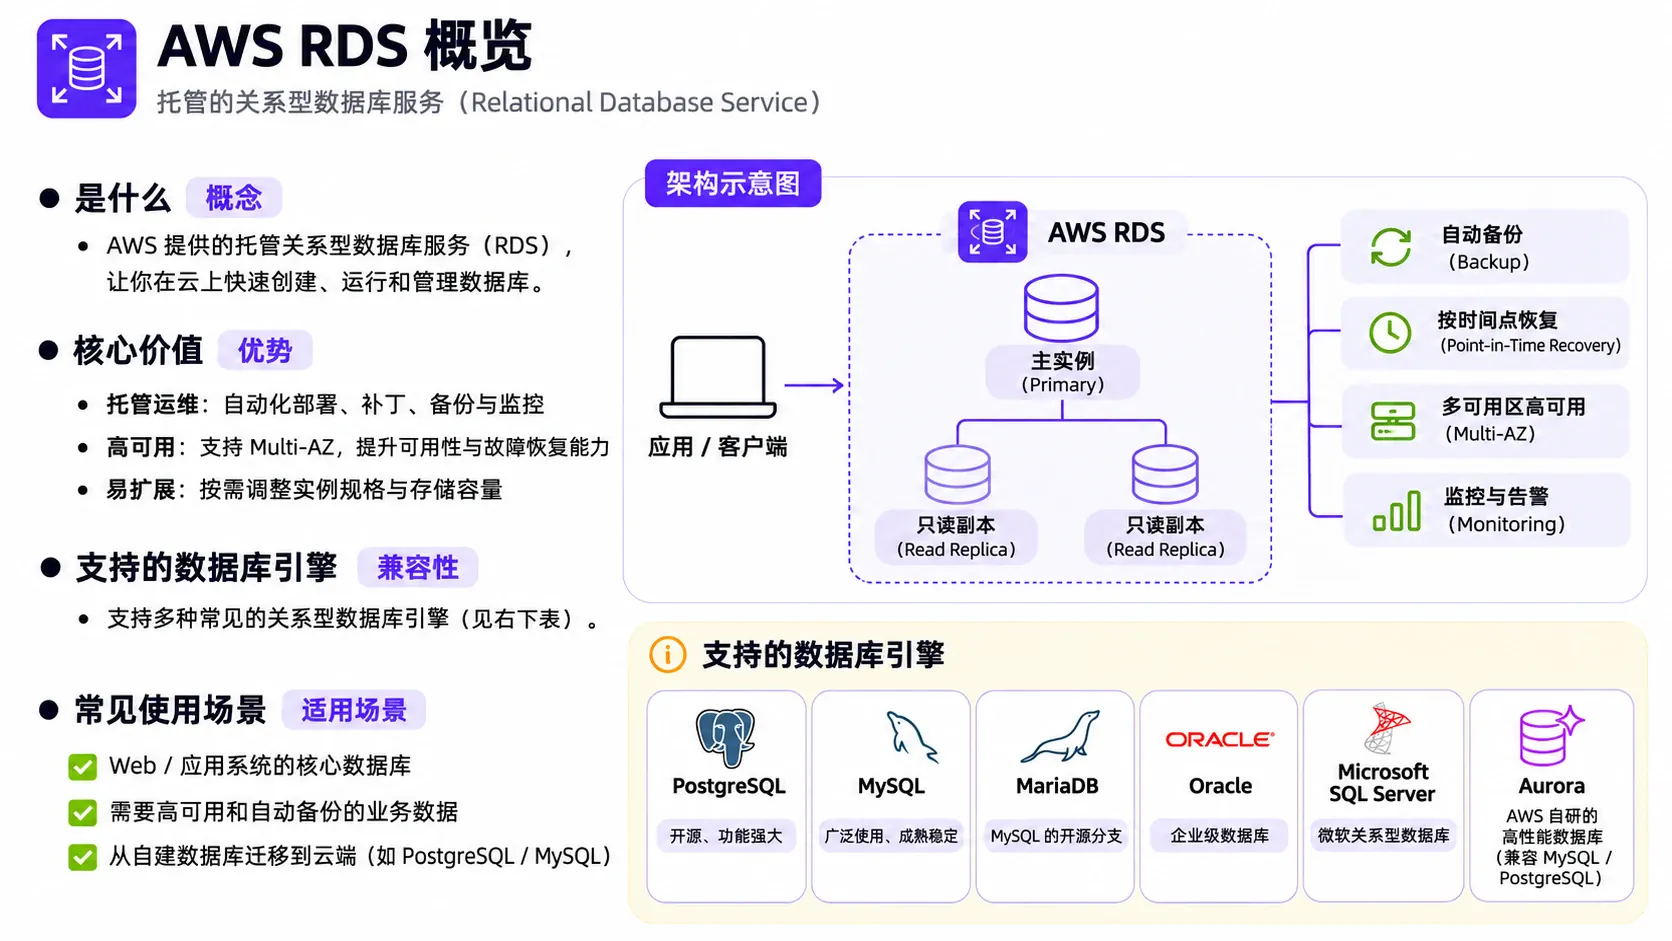 AWS RDS 概览
托管的关系型数据库服务（Relational Database Service）
是什么 概念
AWS 提供的托管关系型数据库服务（RDS），
让你在云上快速创建、运行和管理数据库。
核心价值 优势
托管运维：自动化部署、补丁、备份与监控
高可用：支持 Multi-AZ，提升可用性与故障恢复能力
易扩展：按需调整实例规格与存储容量
支持的数据库引擎 兼容性
支持多种常见的关系型数据库引擎（见右下表）。
常见使用场景 适用场景
Web / 应用系统的核心数据库
需要高可用和自动备份的业务数据
从自建数据库迁移到云端（如 PostgreSQL / MySQL）
架构示意图
应用 / 客户端
AWS RDS
主实例
（Primary）
只读副本
（Read Replica）
只读副本
（Read Replica）
自动备份
（Backup）
按时间点恢复
（Point-in-Time Recovery）
多可用区高可用
（Multi-AZ）
监控与告警
（Monitoring）
支持的数据库引擎
PostgreSQL
开源、功能强大
MySQL
广泛使用、成熟稳定
MariaDB
MySQL 的开源分支
ORACLE
Oracle
企业级数据库
Microsoft
SQL Server
微软关系型数据库
Aurora
AWS 自研的
高性能数据库
（兼容 MySQL /
PostgreSQL）